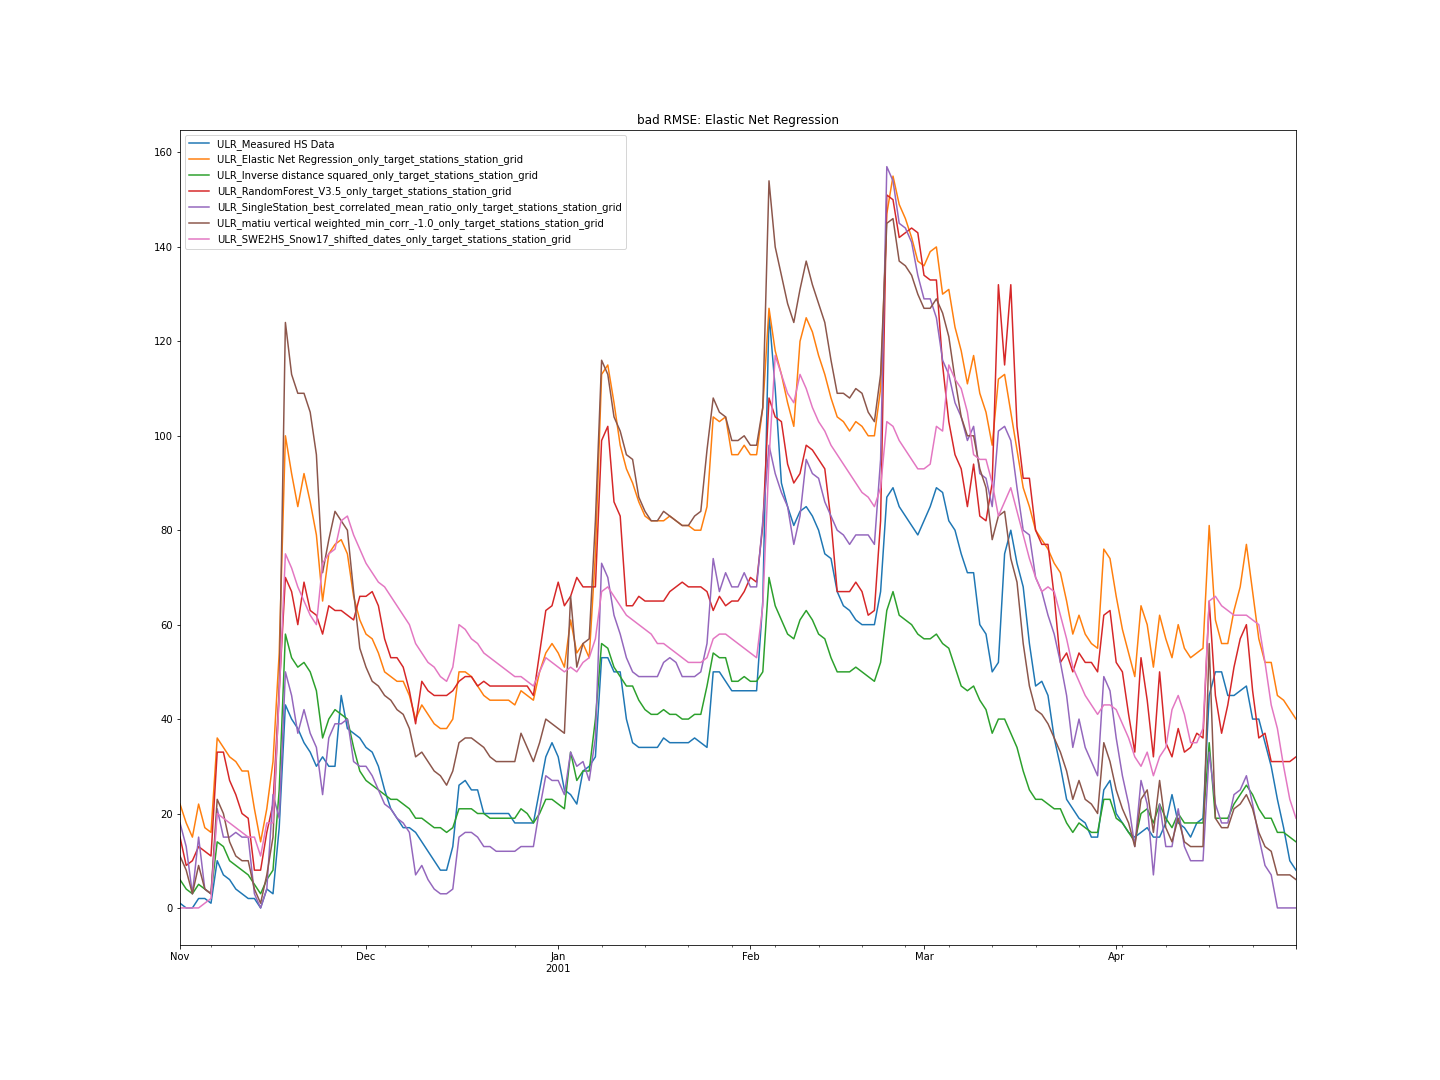 bad RMSE: Elastic Net Regression
ULR_Measured HS Data
ULR_Elastic Net Regression_only_target_stations_station_grid
ULR_Inverse distance squared_only_target_stations_station_grid
ULR_RandomForest_V3.5_only_target_stations_station_grid
ULR_SingleStation_best_correlated_mean_ratio_only_target_stations_station_grid
ULR_matiu vertical weighted_min_corr_-1.0_only_target_stations_station_grid
ULR_SWE2HS_Snow17_shifted_dates_only_target_stations_station_grid
160
140
120
100
80
60
40
20
0
Nov Dec Jan Feb Mar Apr
2001